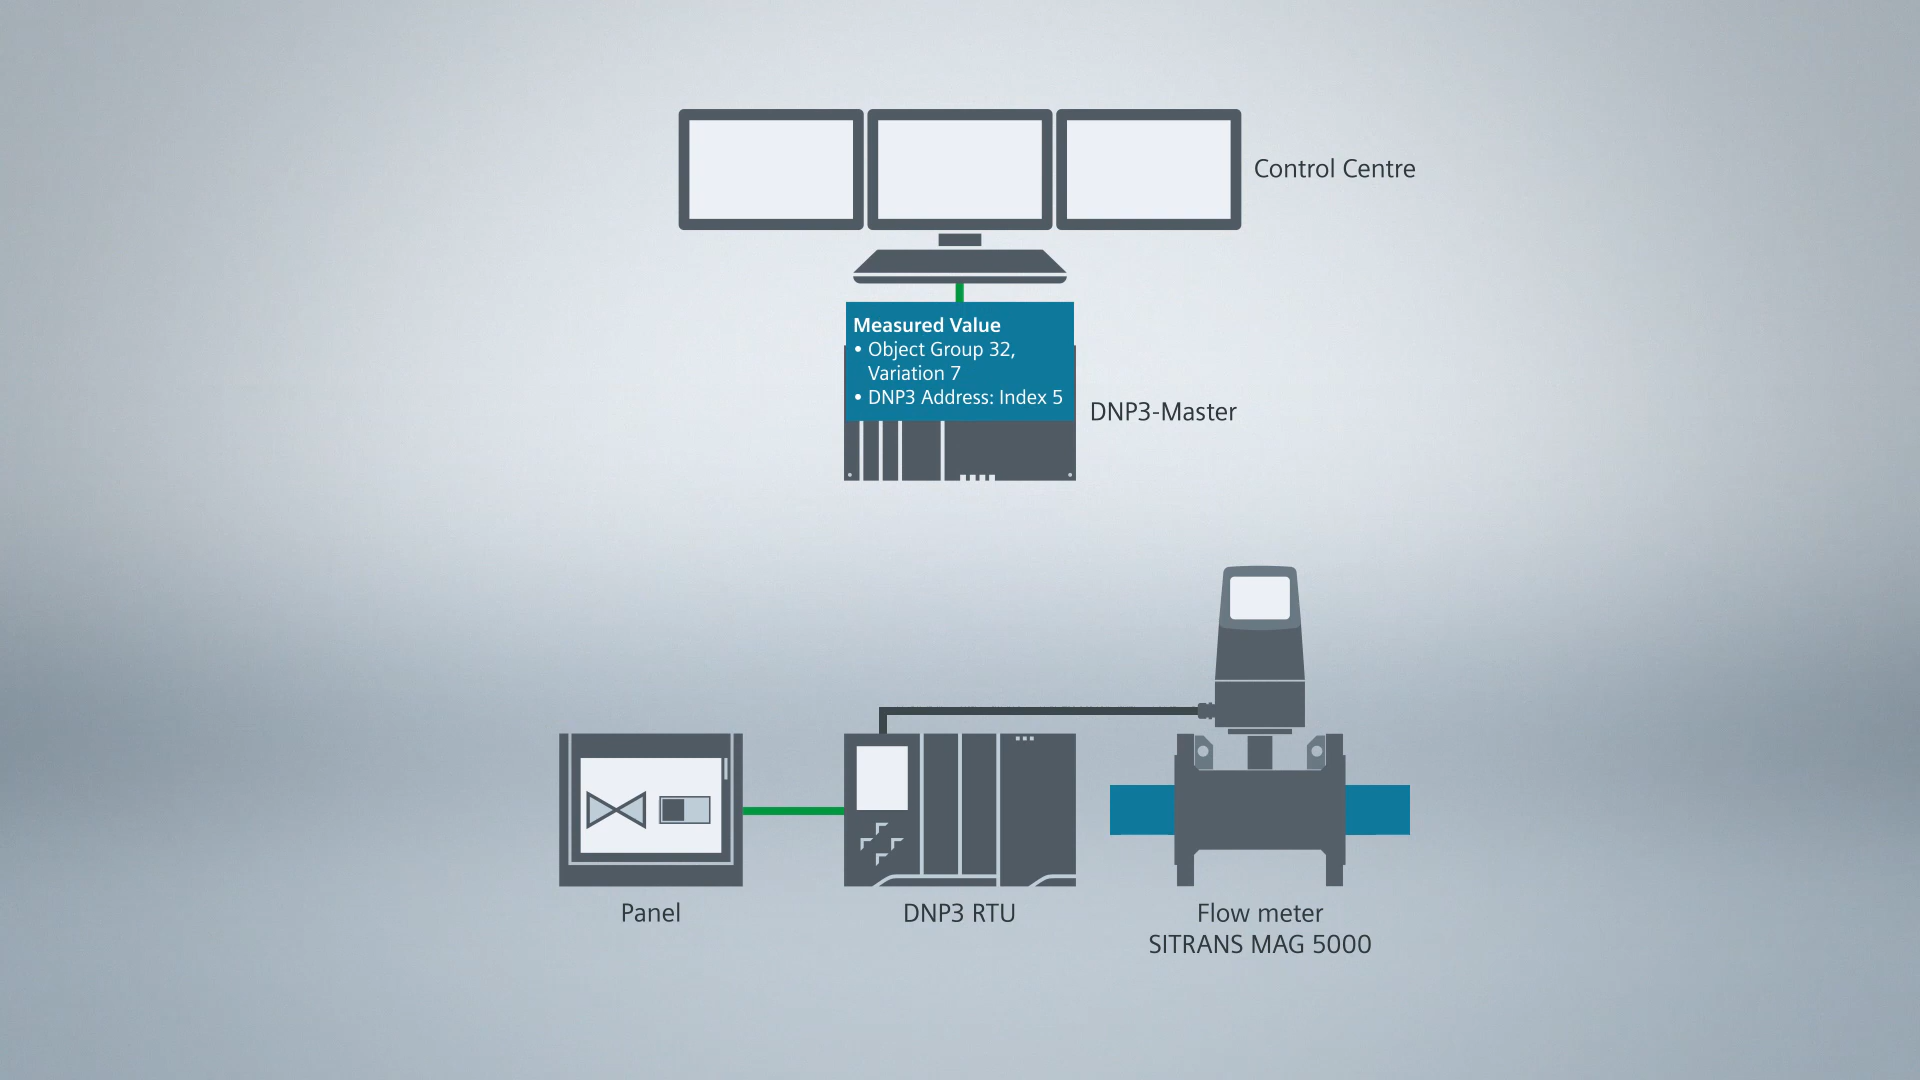 Control Centre
Measured Value
• Object Group 32,
Variation 7
• DNP3 Address: Index 5
DNP3-Master
Panel
DNP3 RTU
Flow meter
SITRANS MAG 5000